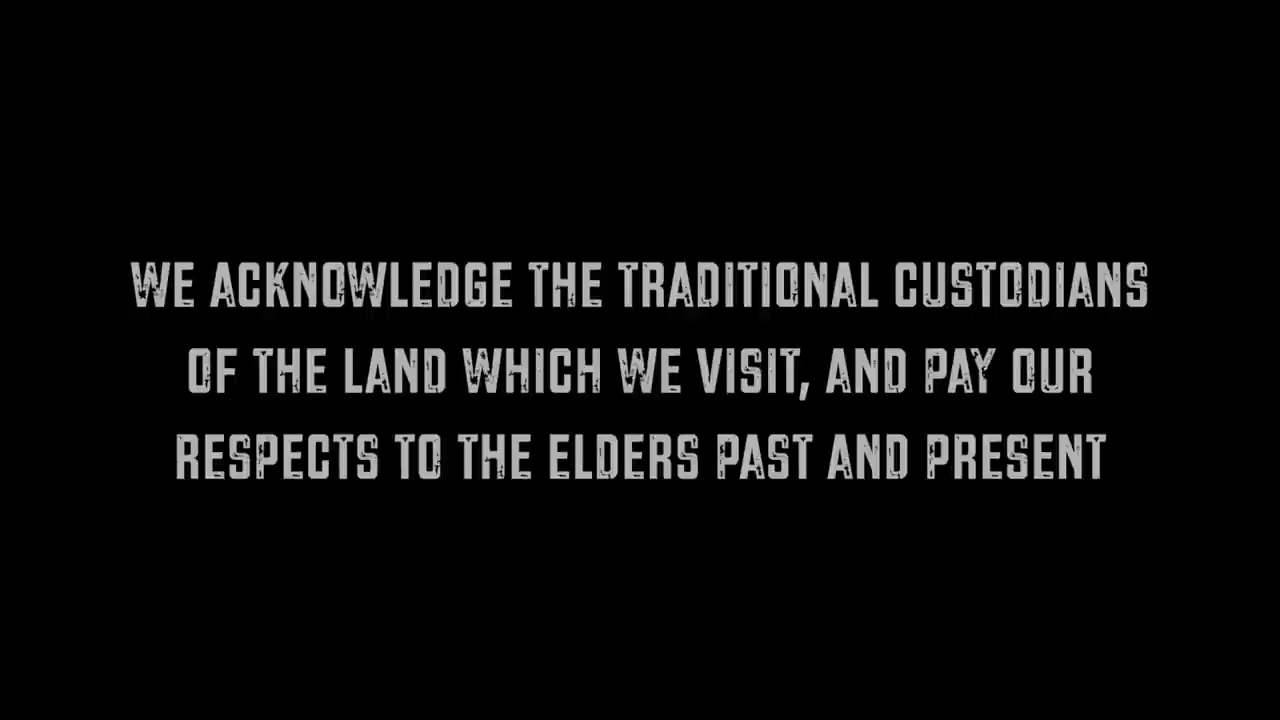 WE ACKNOWLEDGE THE TRADITIONAL CUSTODIANS
OF THE LAND WHICH WE VISIT, AND PAY OUR
RESPECTS TO THE ELDERS PAST AND PRESENT